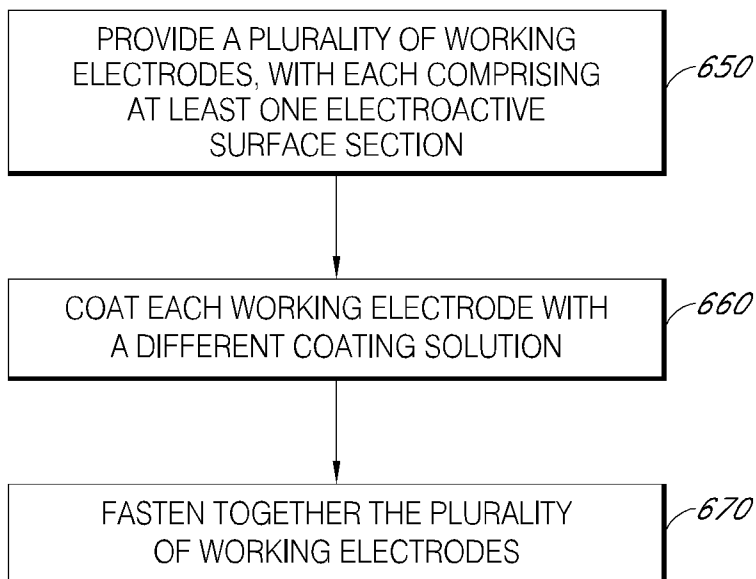 PROVIDE A PLURALITY OF WORKING
ELECTRODES, WITH EACH COMPRISING
AT LEAST ONE ELECTROACTIVE
SURFACE SECTION
650
COAT EACH WORKING ELECTRODE WITH
A DIFFERENT COATING SOLUTION
660
FASTEN TOGETHER THE PLURALITY
OF WORKING ELECTRODES
670